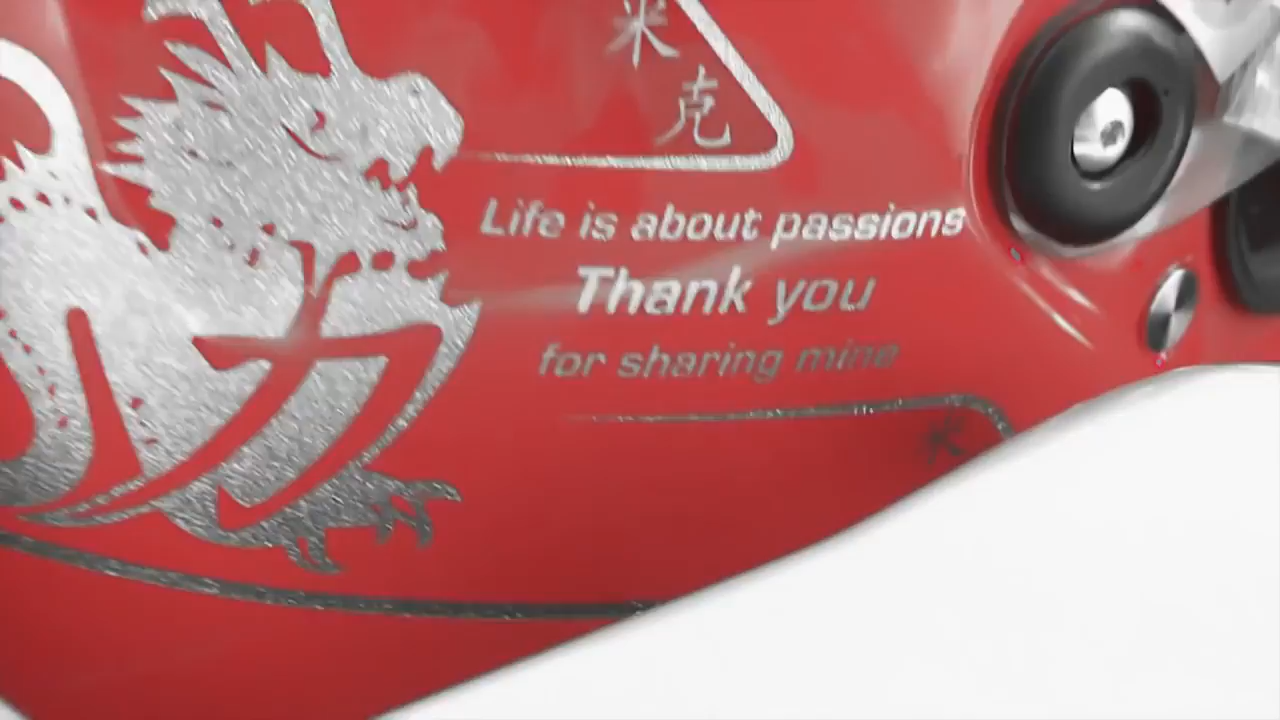 米
克
Life is about passions
Thank you
for sharing mine